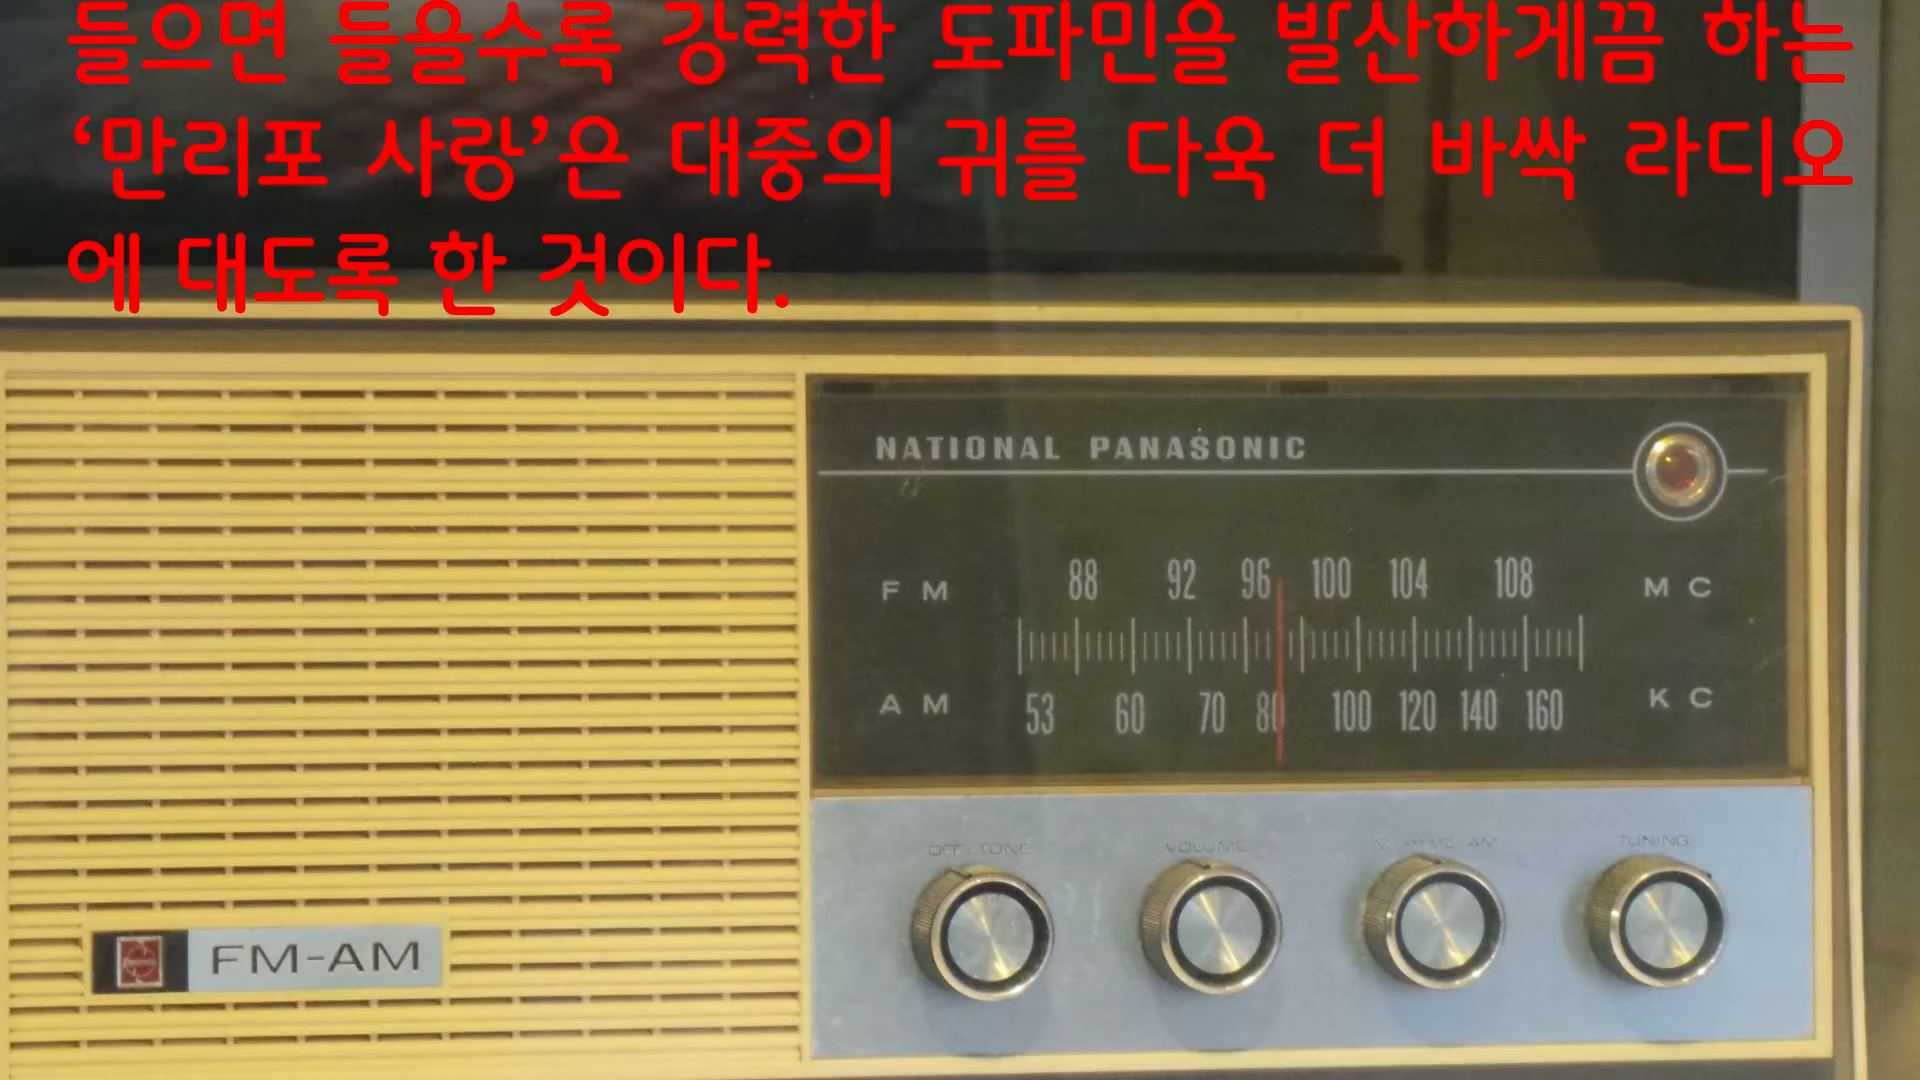 들으면 들을수록 강력한 도파민을 발산하게끔 하는
‘만리포 사랑’은 대중의 귀를 더욱 더 바싹 라디오
에 대도록 한 것이다.
NATIONAL PANASONIC
FM 88 92 96 100 104 108 MC
AM 53 60 70 80 100 120 140 160 KC
OFF-TONE VOLUME TUNING
FM-AM